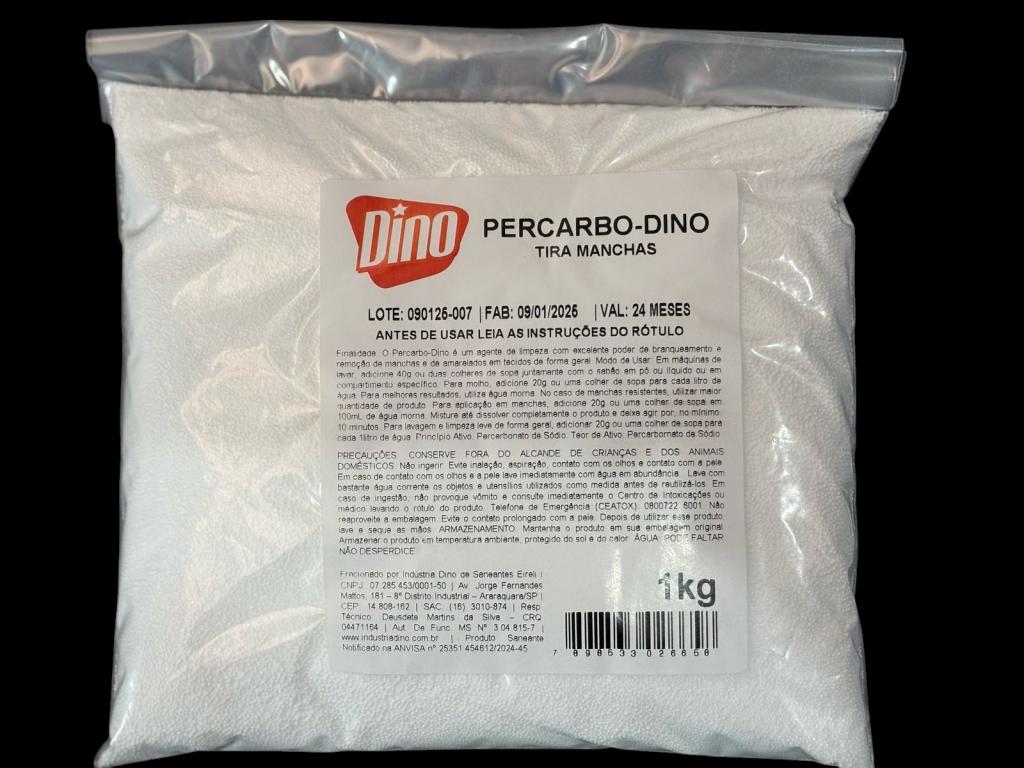 Dino
PERCARBO-DINO
TIRA MANCHAS
LOTE: 090125-007 | FAB: 09/01/2025 | VAL: 24 MESES
ANTES DE USAR LEIA AS INSTRUÇÕES DO RÓTULO
Finalidade: O Percarbo-Dino é um agente de limpeza com excelente poder de branqueamento e
remoção de manchas e de amarelados em tecidos de forma geral. Modo de Usar: Em máquinas de
lavar, adicione 40g ou duas colheres de sopa juntamente com o sabão em pó ou líquido ou em
compartimento específico. Para molho, adicione 20g ou uma colher de sopa para cada litro de
água. Para melhores resultados, utilize água morna. No caso de manchas resistentes, utilizar maior
quantidade de produto. Para aplicação em manchas, adicione 20g ou uma colher de sopa em
100mL de água morna. Misture até dissolver completamente o produto e deixe agir por, no mínimo,
10 minutos. Para lavagem e limpeza leve de forma geral, adicionar 20g ou uma colher de sopa para
cada 1litro de água. Princípio Ativo: Percarbonato de Sódio. Teor de Ativo: Percarbornato de Sódio
PRECAUÇÕES: CONSERVE FORA DO ALCANDE DE CRIANÇAS E DOS ANIMAIS
DOMÉSTICOS. Não ingerir. Evite inalação, aspiração, contato com os olhos e contato com a pele.
Em caso de contato com os olhos e a pele lave imediatamente com água em abundância. Lave com
bastante água corrente os objetos e utensílios utilizados como medida antes de reutilizá-los. Em
caso de ingestão, não provoque vômito e consulte imediatamente o Centro de Intoxicações ou
médico levando o rótulo do produto. Telefone de Emergência (CEATOX): 0800722 6001. Não
reaproveite a embalagem. Evite o contato prolongado com a pele. Depois de utilizar esse produto
lave e seque as mãos. ARMAZENAMENTO: Mantenha o produto em sua embalagem original.
Armazenar o produto em temperatura ambiente, protegido do sol e do calor. ÁGUA: PODE FALTAR
NÃO DESPERDICE
Fracionado por Indústria Dino de Saneantes Eireli |
CNPJ: 07.285.453/0001-50 | Av. Jorge Fernandes
Mattos, 181 – 8º Distrito Industrial – Araraquara/SP |
CEP: 14.808-162 | SAC: (16) 3010-874 | Resp.
Técnico: Deusdete Martins da Silva – CRQ
04471164 | Aut. De Func. MS Nº 3.04.815-7 |
www.industriadino.com.br | Produto Saneante
Notificado na ANVISA nº 25351.454612/2024-45
1kg
7 898533 026658